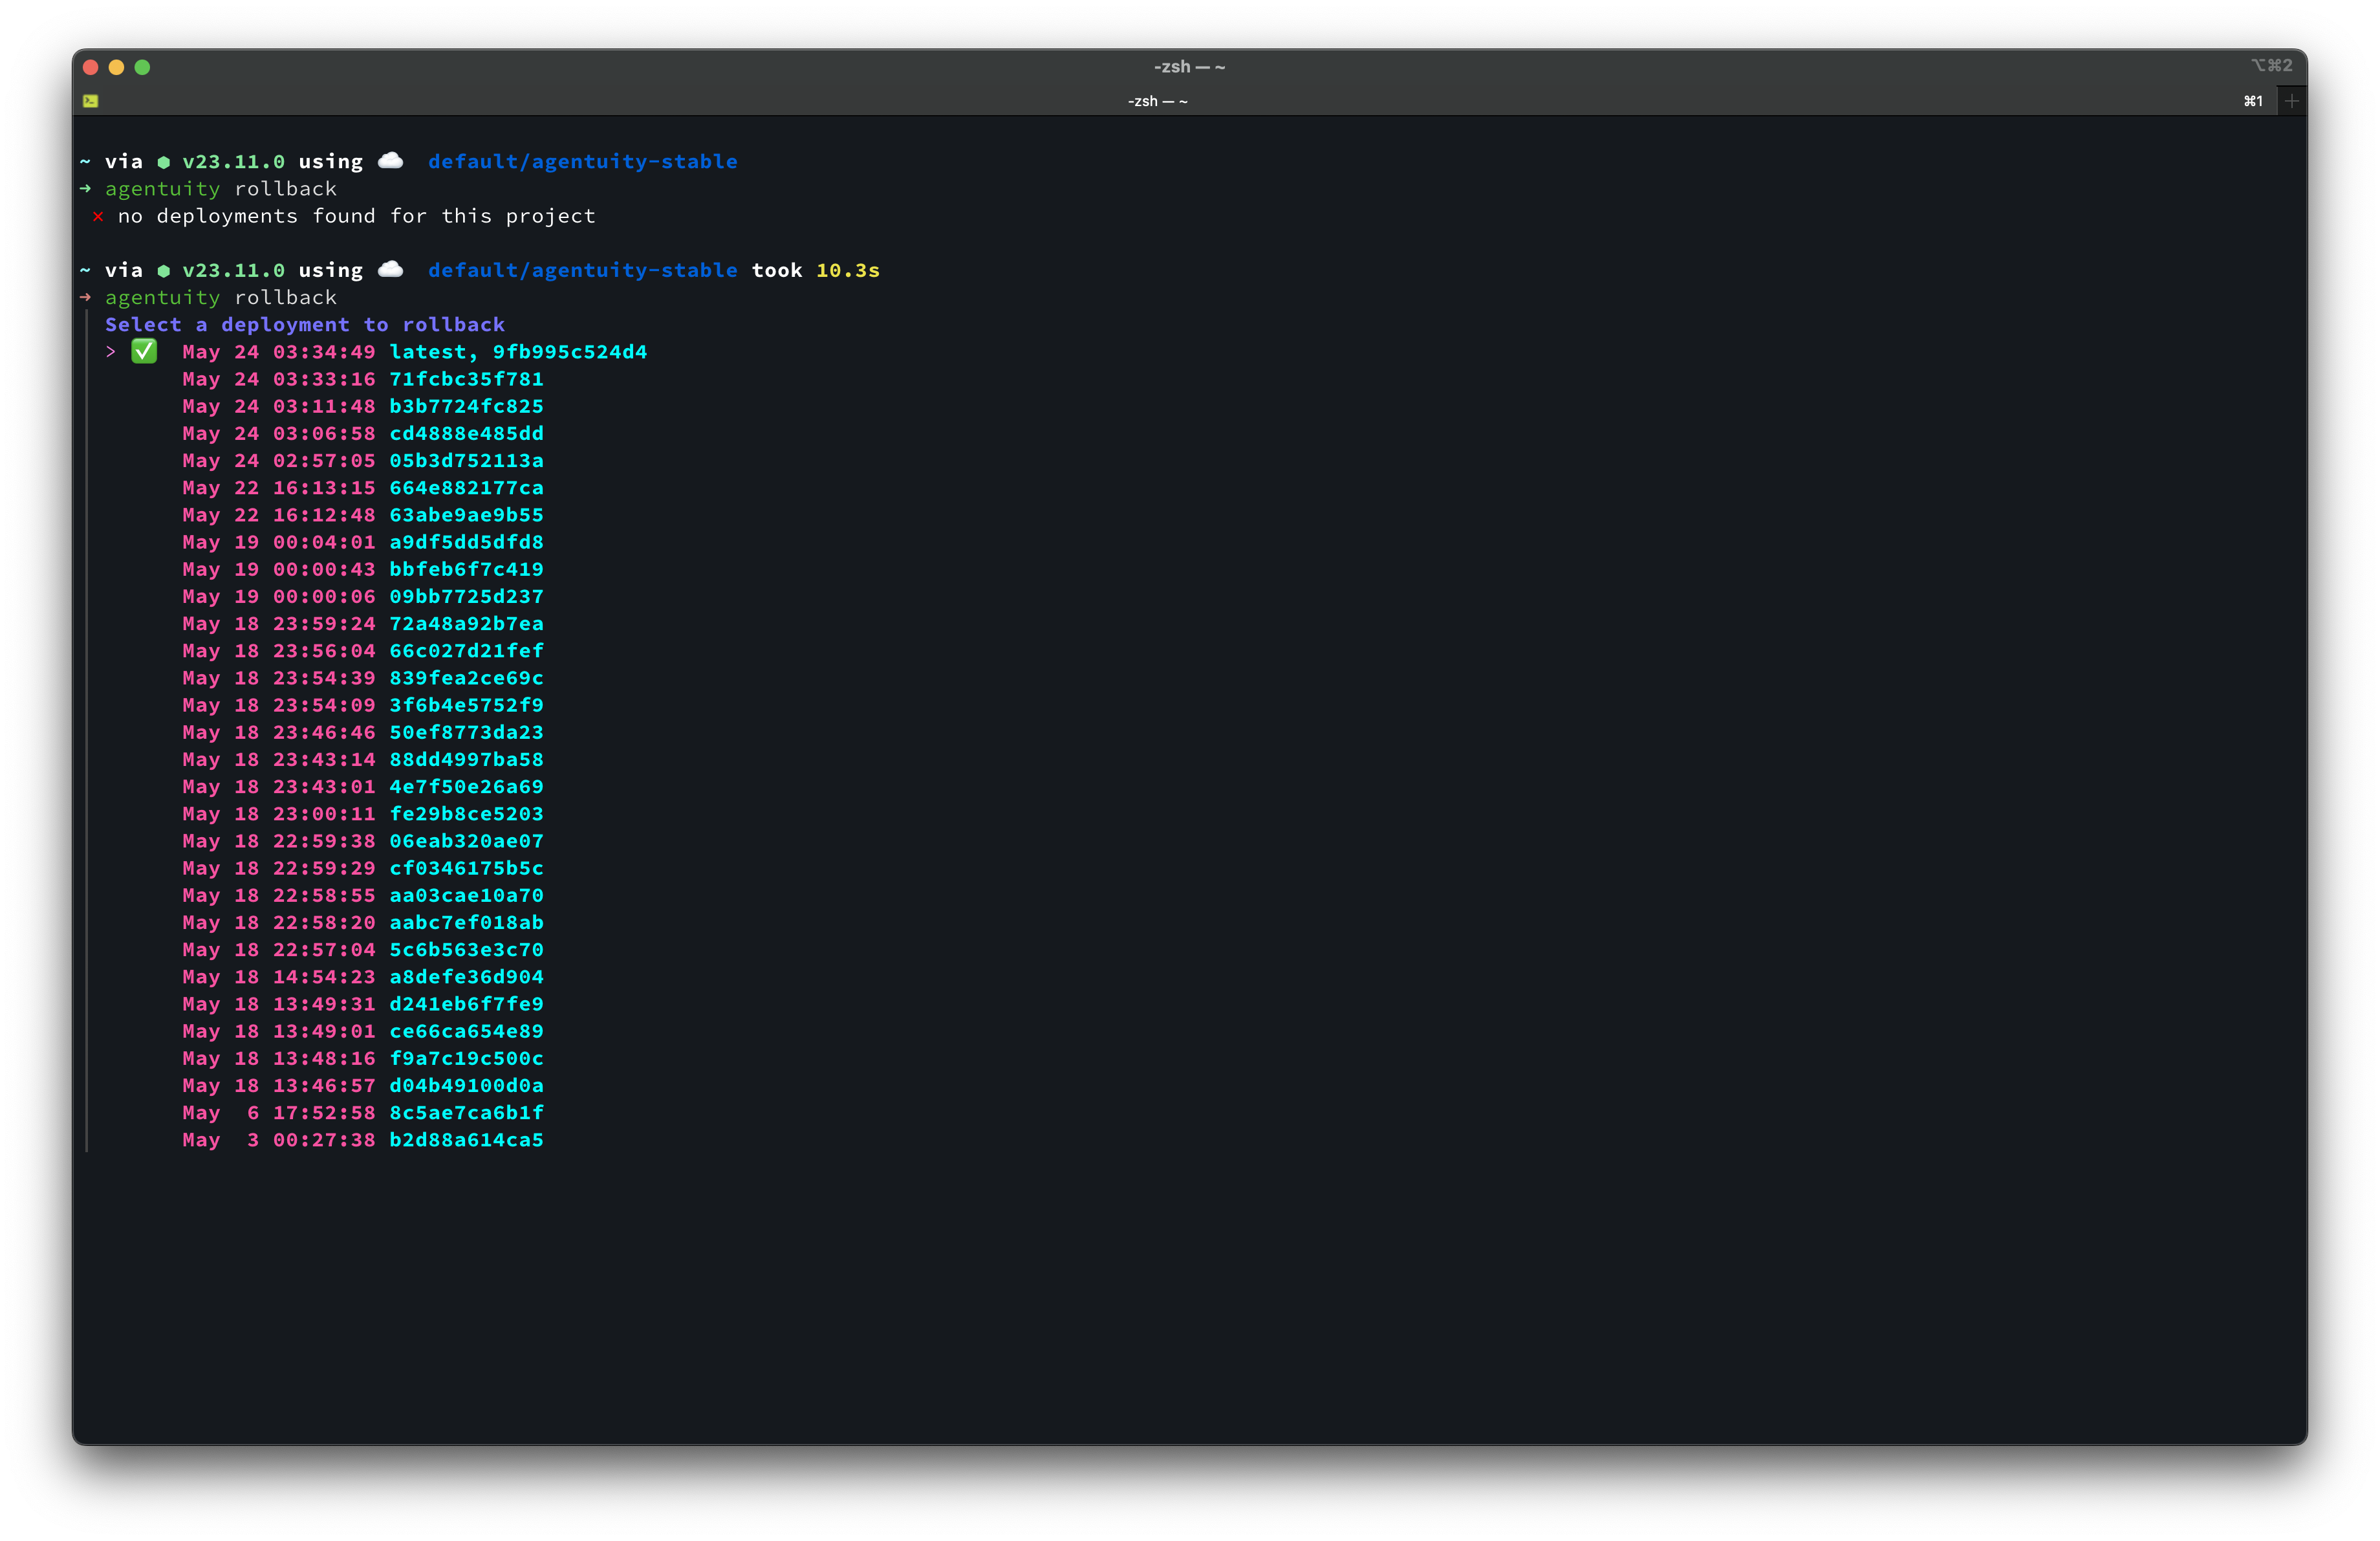 -zsh — ~
⌥⌘2
-zsh — ~
⌘1
~ via ⬢ v23.11.0 using ☁️ default/agentuity-stable
→ agentuity rollback
× no deployments found for this project
~ via ⬢ v23.11.0 using ☁️ default/agentuity-stable took 10.3s
→ agentuity rollback
Select a deployment to rollback
> ✅ May 24 03:34:49 latest, 9fb995c524d4
May 24 03:33:16 71fcbc35f781
May 24 03:11:48 b3b7724fc825
May 24 03:06:58 cd4888e485dd
May 24 02:57:05 05b3d752113a
May 22 16:13:15 664e882177ca
May 22 16:12:48 63abe9ae9b55
May 19 00:04:01 a9df5dd5dfd8
May 19 00:00:43 bbfeb6f7c419
May 19 00:00:06 09bb7725d237
May 18 23:59:24 72a48a92b7ea
May 18 23:56:04 66c027d21fef
May 18 23:54:39 839fea2ce69c
May 18 23:54:09 3f6b4e5752f9
May 18 23:46:46 50ef8773da23
May 18 23:43:14 88dd4997ba58
May 18 23:43:01 4e7f50e26a69
May 18 23:00:11 fe29b8ce5203
May 18 22:59:38 06eab320ae07
May 18 22:59:29 cf0346175b5c
May 18 22:58:55 aa03cae10a70
May 18 22:58:20 aabc7ef018ab
May 18 22:57:04 5c6b563e3c70
May 18 14:54:23 a8defe36d904
May 18 13:49:31 d241eb6f7fe9
May 18 13:49:01 ce66ca654e89
May 18 13:48:16 f9a7c19c500c
May 18 13:46:57 d04b49100d0a
May  6 17:52:58 8c5ae7ca6b1f
May  3 00:27:38 b2d88a614ca5